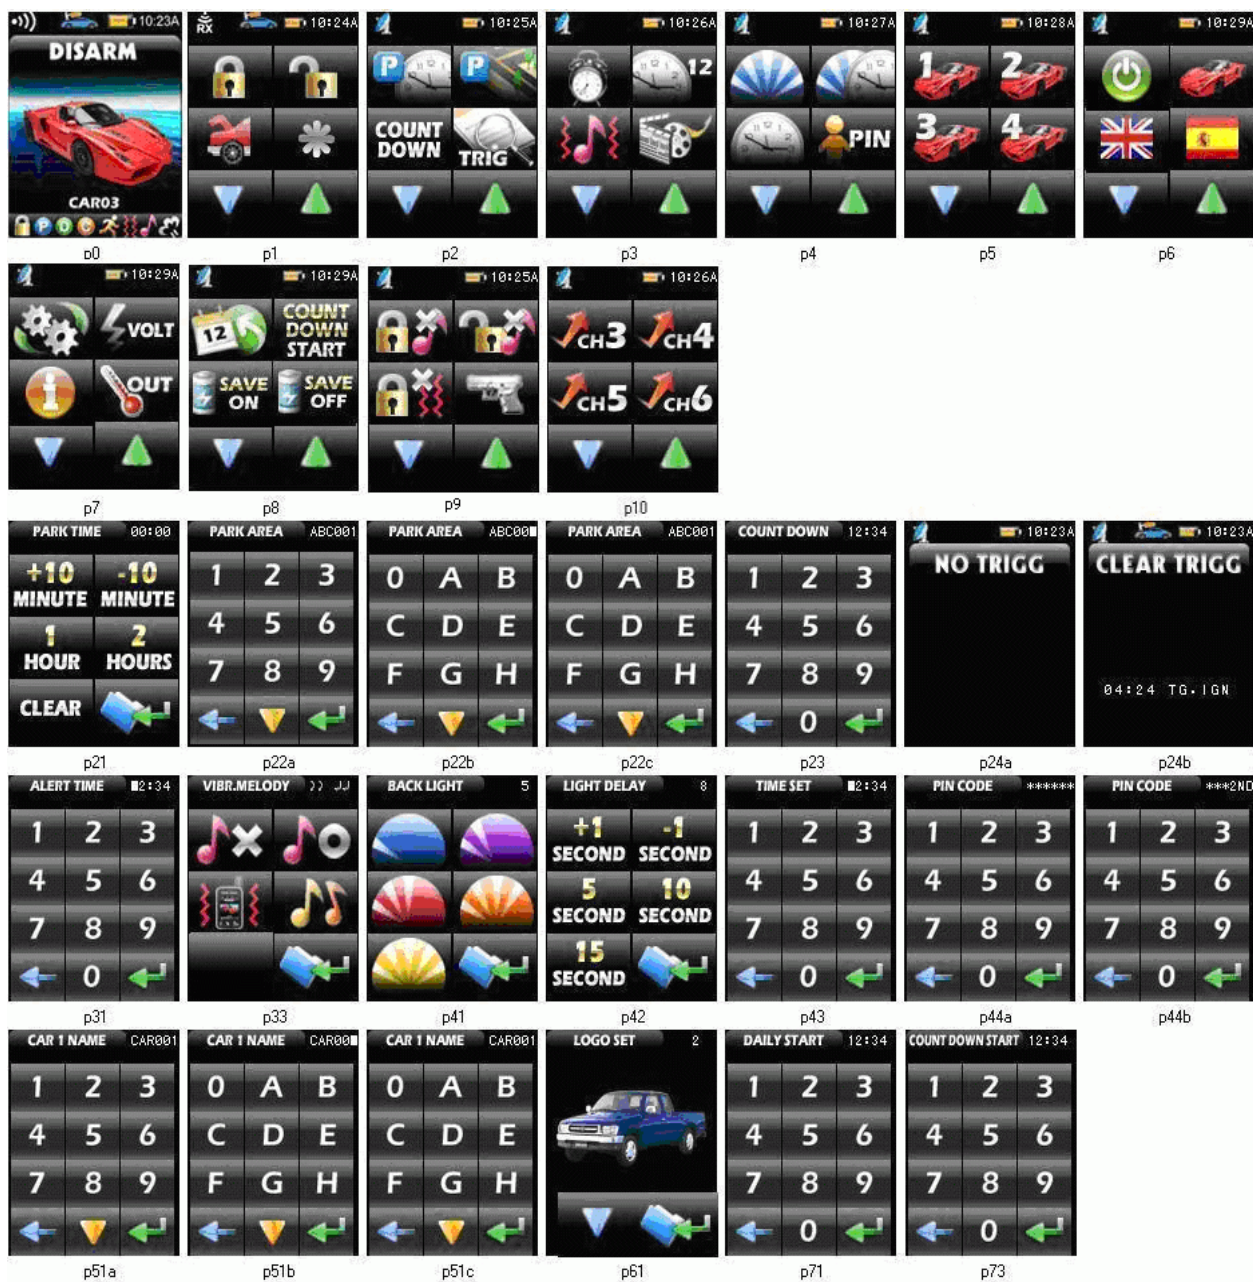 10:23A
DISARM
CAR03
P D C
p0
RX 10:24A
p1
10:25A
P P
COUNT
DOWN
TRIG
p2
10:26A
12
p3
10:27A
PIN
p4
10:28A
1 2
3 4
p5
10:29A
p6
10:29A
VOLT
OUT
p7
10:29A
12
COUNT
DOWN
START
SAVE
ON
SAVE
OFF
p8
10:25A
p9
10:26A
CH3 CH4
CH5 CH6
p10
PARK TIME 00:00
+10
MINUTE
-10
MINUTE
1
HOUR
2
HOURS
CLEAR
p21
PARK AREA ABC001
1 2 3
4 5 6
7 8 9
p22a
PARK AREA ABC00
0 A B
C D E
F G H
p22b
PARK AREA ABC001
0 A B
C D E
F G H
p22c
COUNT DOWN 12:34
1 2 3
4 5 6
7 8 9
0
p23
10:23A
NO TRIGG
p24a
10:23A
CLEAR TRIGG
04:24 TG.IGN
p24b
ALERT TIME 2:34
1 2 3
4 5 6
7 8 9
0
p31
VIBR.MELODY
p33
BACK LIGHT 5
p41
LIGHT DELAY 8
+1
SECOND
-1
SECOND
5
SECOND
10
SECOND
15
SECOND
p42
TIME SET 2:34
1 2 3
4 5 6
7 8 9
0
p43
PIN CODE ******
1 2 3
4 5 6
7 8 9
0
p44a
PIN CODE ***2ND
1 2 3
4 5 6
7 8 9
0
p44b
CAR 1 NAME CAR001
1 2 3
4 5 6
7 8 9
p51a
CAR 1 NAME CAR00
0 A B
C D E
F G H
p51b
CAR 1 NAME CAR001
0 A B
C D E
F G H
p51c
LOGO SET 2
p61
DAILY START 12:34
1 2 3
4 5 6
7 8 9
0
p71
COUNT DOWN START 12:34
1 2 3
4 5 6
7 8 9
0
p73